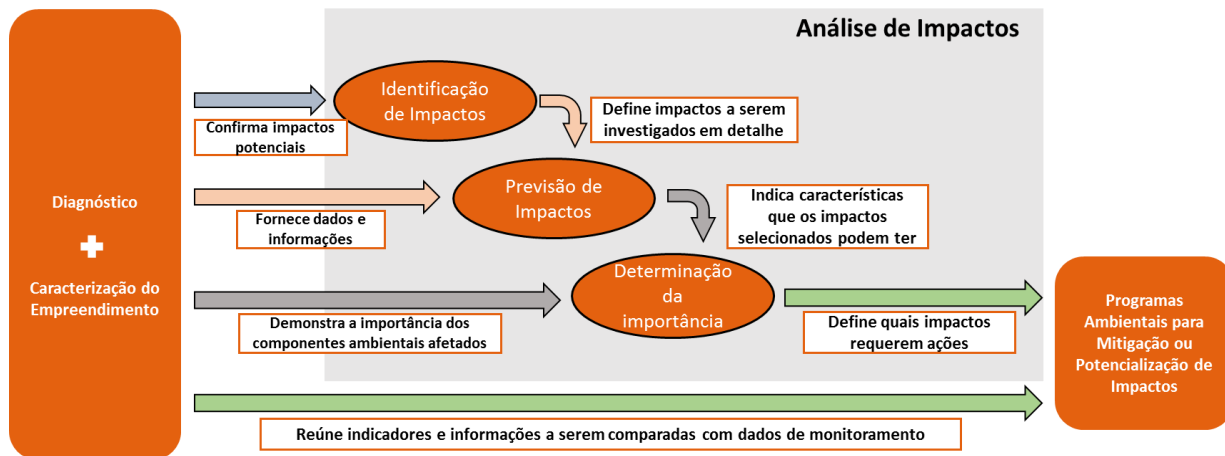 Análise de Impactos
Diagnóstico
+
Caracterização do
Empreendimento
Confirma impactos
potenciais
Identificação
de Impactos
Define impactos a serem
investigados em detalhe
Fornece dados e
informações
Previsão de
Impactos
Indica características
que os impactos
selecionados podem ter
Demonstra a importância dos
componentes ambientais afetados
Determinação
da
importância
Define quais impactos
requerem ações
Programas
Ambientais para
Mitigação ou
Potencialização de
Impactos
Reúne indicadores e informações a serem comparadas com dados de monitoramento